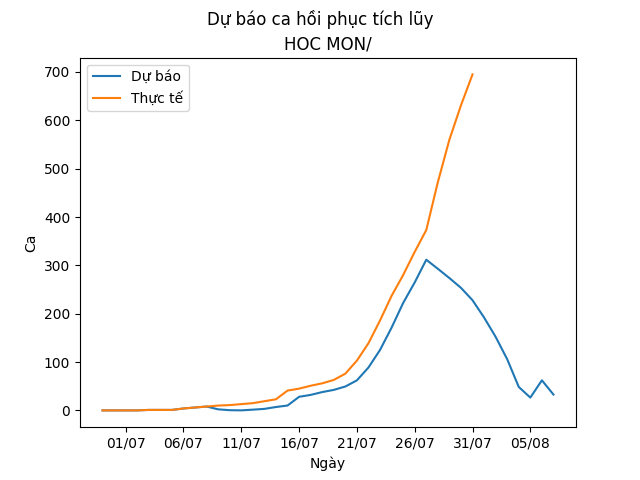 Dự báo ca hồi phục tích lũy
HOC MON/
Dự báo
Thực tế
Ca
700
600
500
400
300
200
100
0
01/07
06/07
11/07
16/07
21/07
26/07
31/07
05/08
Ngày